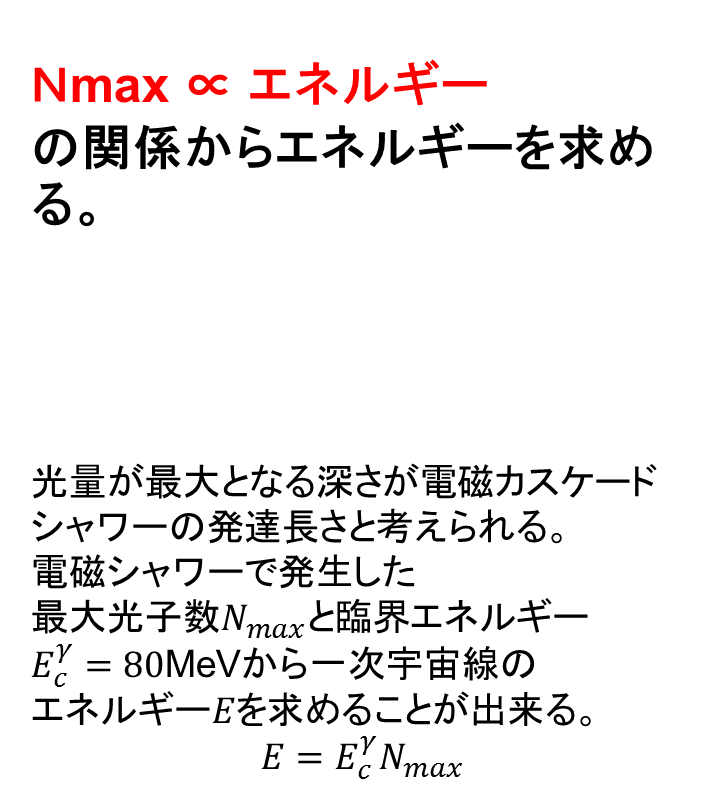 Nmax ∝ エネルギー
の関係からエネルギーを求め
る。
光量が最大となる深さが電磁カスケード
シャワーの発達長さと考えられる。
電磁シャワーで発生した
最大光子数𝑁𝑚𝑎𝑥と臨界エネルギー
𝐸𝑐^𝛾 = 80MeVから一次宇宙線の
エネルギー𝐸を求めることが出来る。
𝐸 = 𝐸𝑐^𝛾 𝑁𝑚𝑎𝑥